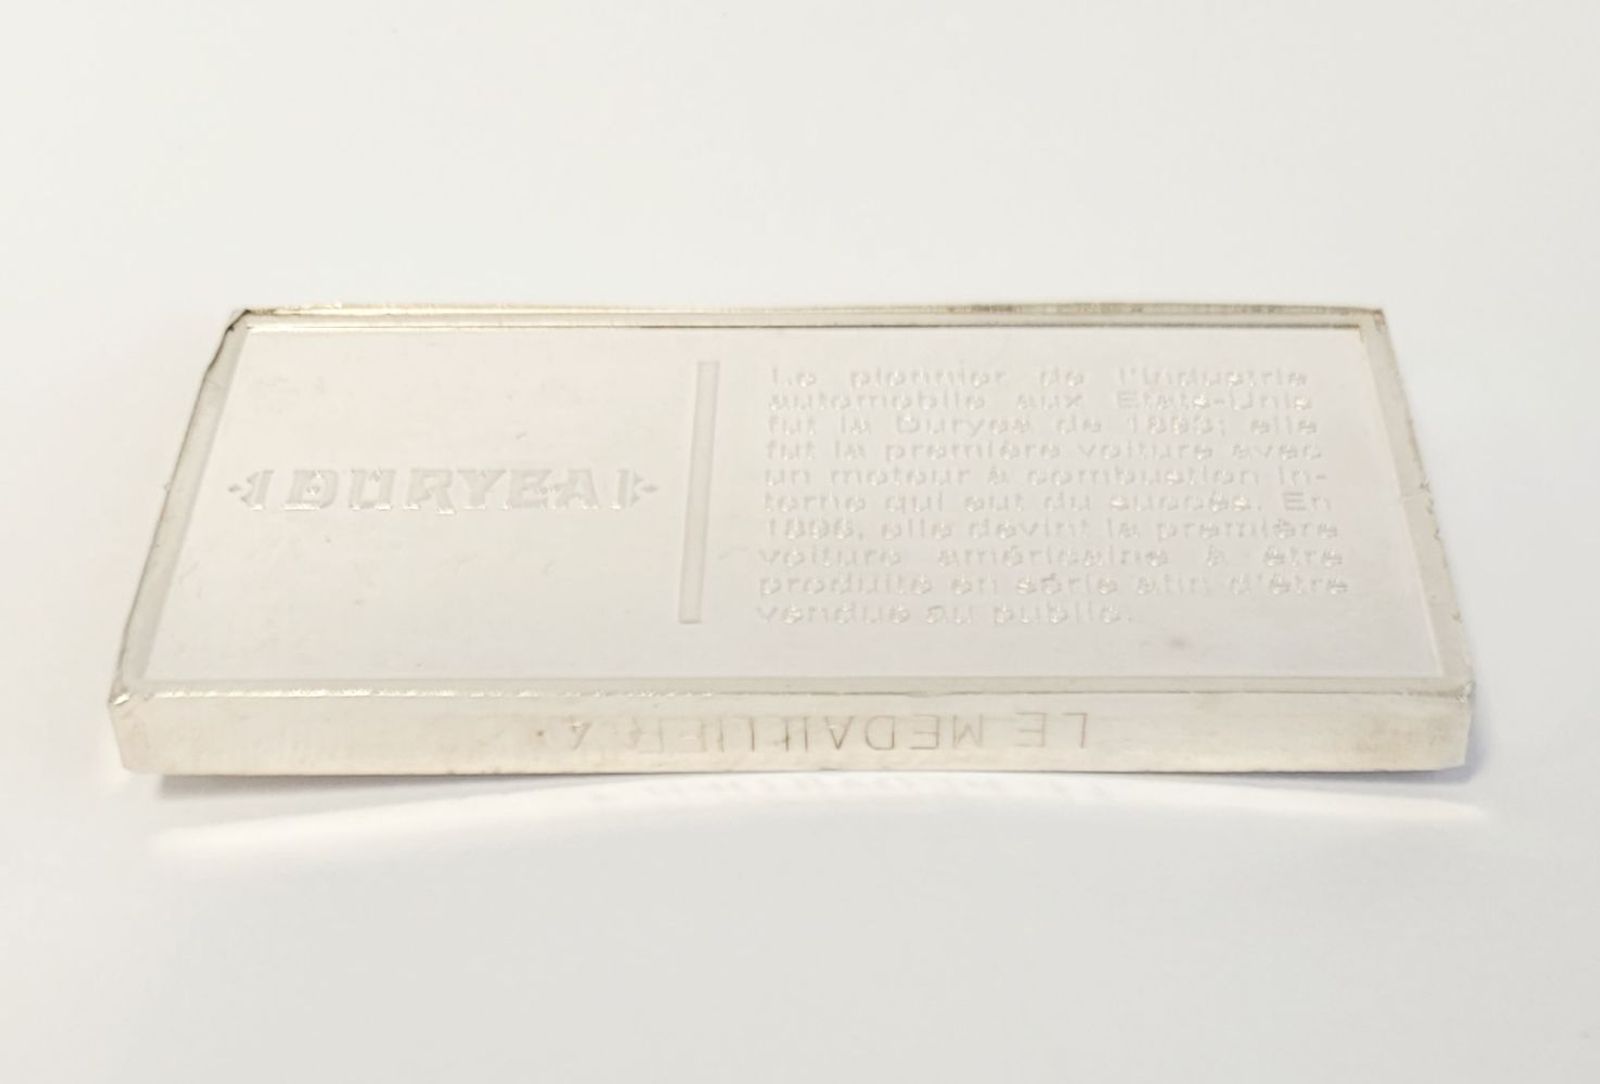 DURYEA
Le pionnier de l'industrie
automobile aux Etats-Unis
fut la Duryea de 1893; elle
fut la première voiture avec
un moteur à combustion in-
terne qui eut du succès. En
1896, elle devint la première
voiture américaine à être
produite en série afin d'être
vendue au public.
LE MEDAILLIER